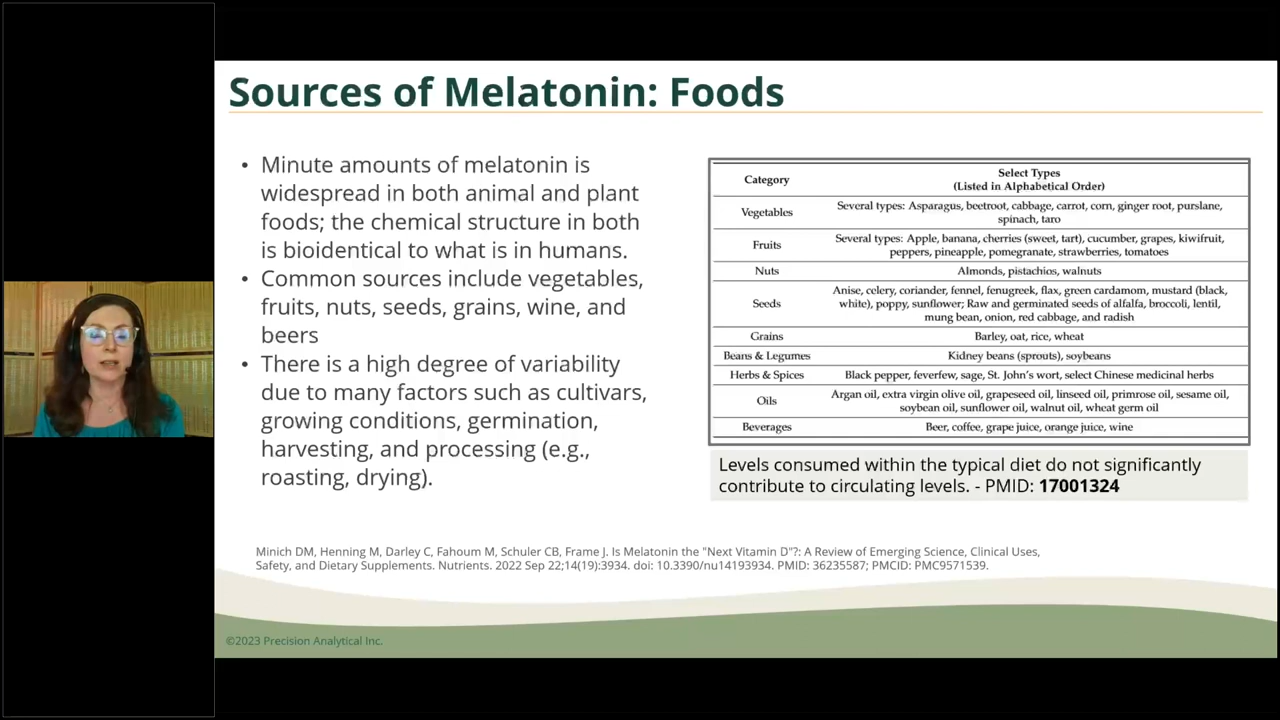 Sources of Melatonin: Foods
• Minute amounts of melatonin is
widespread in both animal and plant
foods; the chemical structure in both
is bioidentical to what is in humans.
• Common sources include vegetables,
fruits, nuts, seeds, grains, wine, and
beers
• There is a high degree of variability
due to many factors such as cultivars,
growing conditions, germination,
harvesting, and processing (e.g.,
roasting, drying).
Category
Select Types
(Listed in Alphabetical Order)
Vegetables
Several types: Asparagus, beetroot, cabbage, carrot, corn, ginger root, purslane,
spinach, taro
Fruits
Several types: Apple, banana, cherries (sweet, tart), cucumber, grapes, kiwifruit,
peppers, pineapple, pomegranate, strawberries, tomatoes
Nuts
Almonds, pistachios, walnuts
Seeds
Anise, celery, coriander, fennel, fenugreek, flax, green cardamom, mustard (black,
white), poppy, sunflower; Raw and germinated seeds of alfalfa, broccoli, lentil,
mung bean, onion, red cabbage, and radish
Grains
Barley, oat, rice, wheat
Beans & Legumes
Kidney beans (sprouts), soybeans
Herbs & Spices
Black pepper, feverfew, sage, St. John's wort, select Chinese medicinal herbs
Oils
Argan oil, extra virgin olive oil, grapeseed oil, linseed oil, primrose oil, sesame oil,
soybean oil, sunflower oil, walnut oil, wheat germ oil
Beverages
Beer, coffee, grape juice, orange juice, wine
Levels consumed within the typical diet do not significantly
contribute to circulating levels. - PMID: 17001324
Minich DM, Henning M, Darley C, Fahoum M, Schuler CB, Frame J. Is Melatonin the "Next Vitamin D"?: A Review of Emerging Science, Clinical Uses,
Safety, and Dietary Supplements. Nutrients. 2022 Sep 22;14(19):3934. doi: 10.3390/nu14193934. PMID: 36235587; PMCID: PMC9571539.
©2023 Precision Analytical Inc.